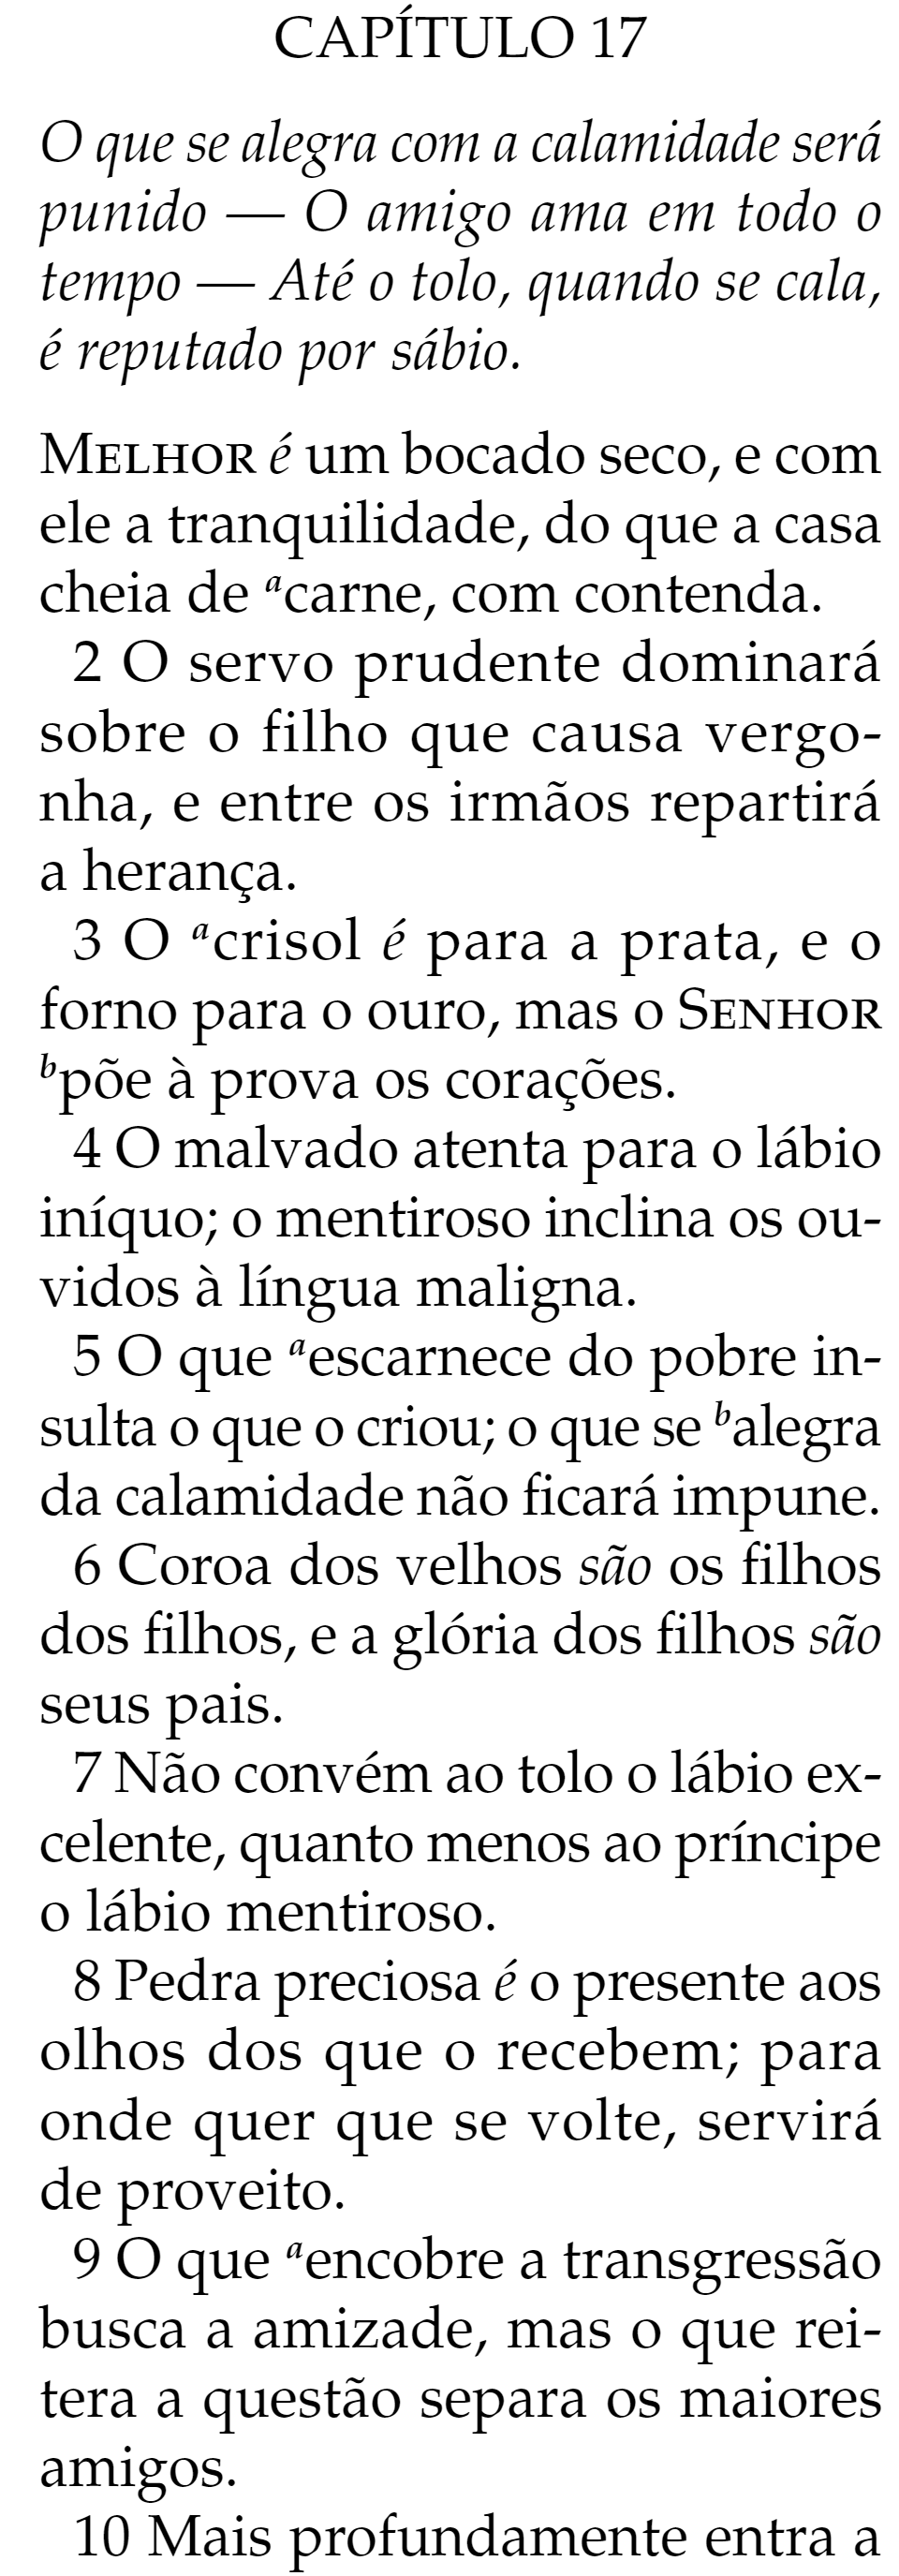 CAPÍTULO 17
O que se alegra com a calamidade será
punido — O amigo ama em todo o
tempo — Até o tolo, quando se cala,
é reputado por sábio.
MELHOR é um bocado seco, e com
ele a tranquilidade, do que a casa
cheia de ᵃcarne, com contenda.
2 O servo prudente dominará
sobre o filho que causa vergo-
nha, e entre os irmãos repartirá
a herança.
3 O ᵃcrisol é para a prata, e o
forno para o ouro, mas o SENHOR
ᵇpõe à prova os corações.
4 O malvado atenta para o lábio
iníquo; o mentiroso inclina os ou-
vidos à língua maligna.
5 O que ᵃescarnece do pobre in-
sulta o que o criou; o que se ᵇalegra
da calamidade não ficará impune.
6 Coroa dos velhos são os filhos
dos filhos, e a glória dos filhos são
seus pais.
7 Não convém ao tolo o lábio ex-
celente, quanto menos ao príncipe
o lábio mentiroso.
8 Pedra preciosa é o presente aos
olhos dos que o recebem; para
onde quer que se volte, servirá
de proveito.
9 O que ᵃencobre a transgressão
busca a amizade, mas o que rei-
tera a questão separa os maiores
amigos.
10 Mais profundamente entra a